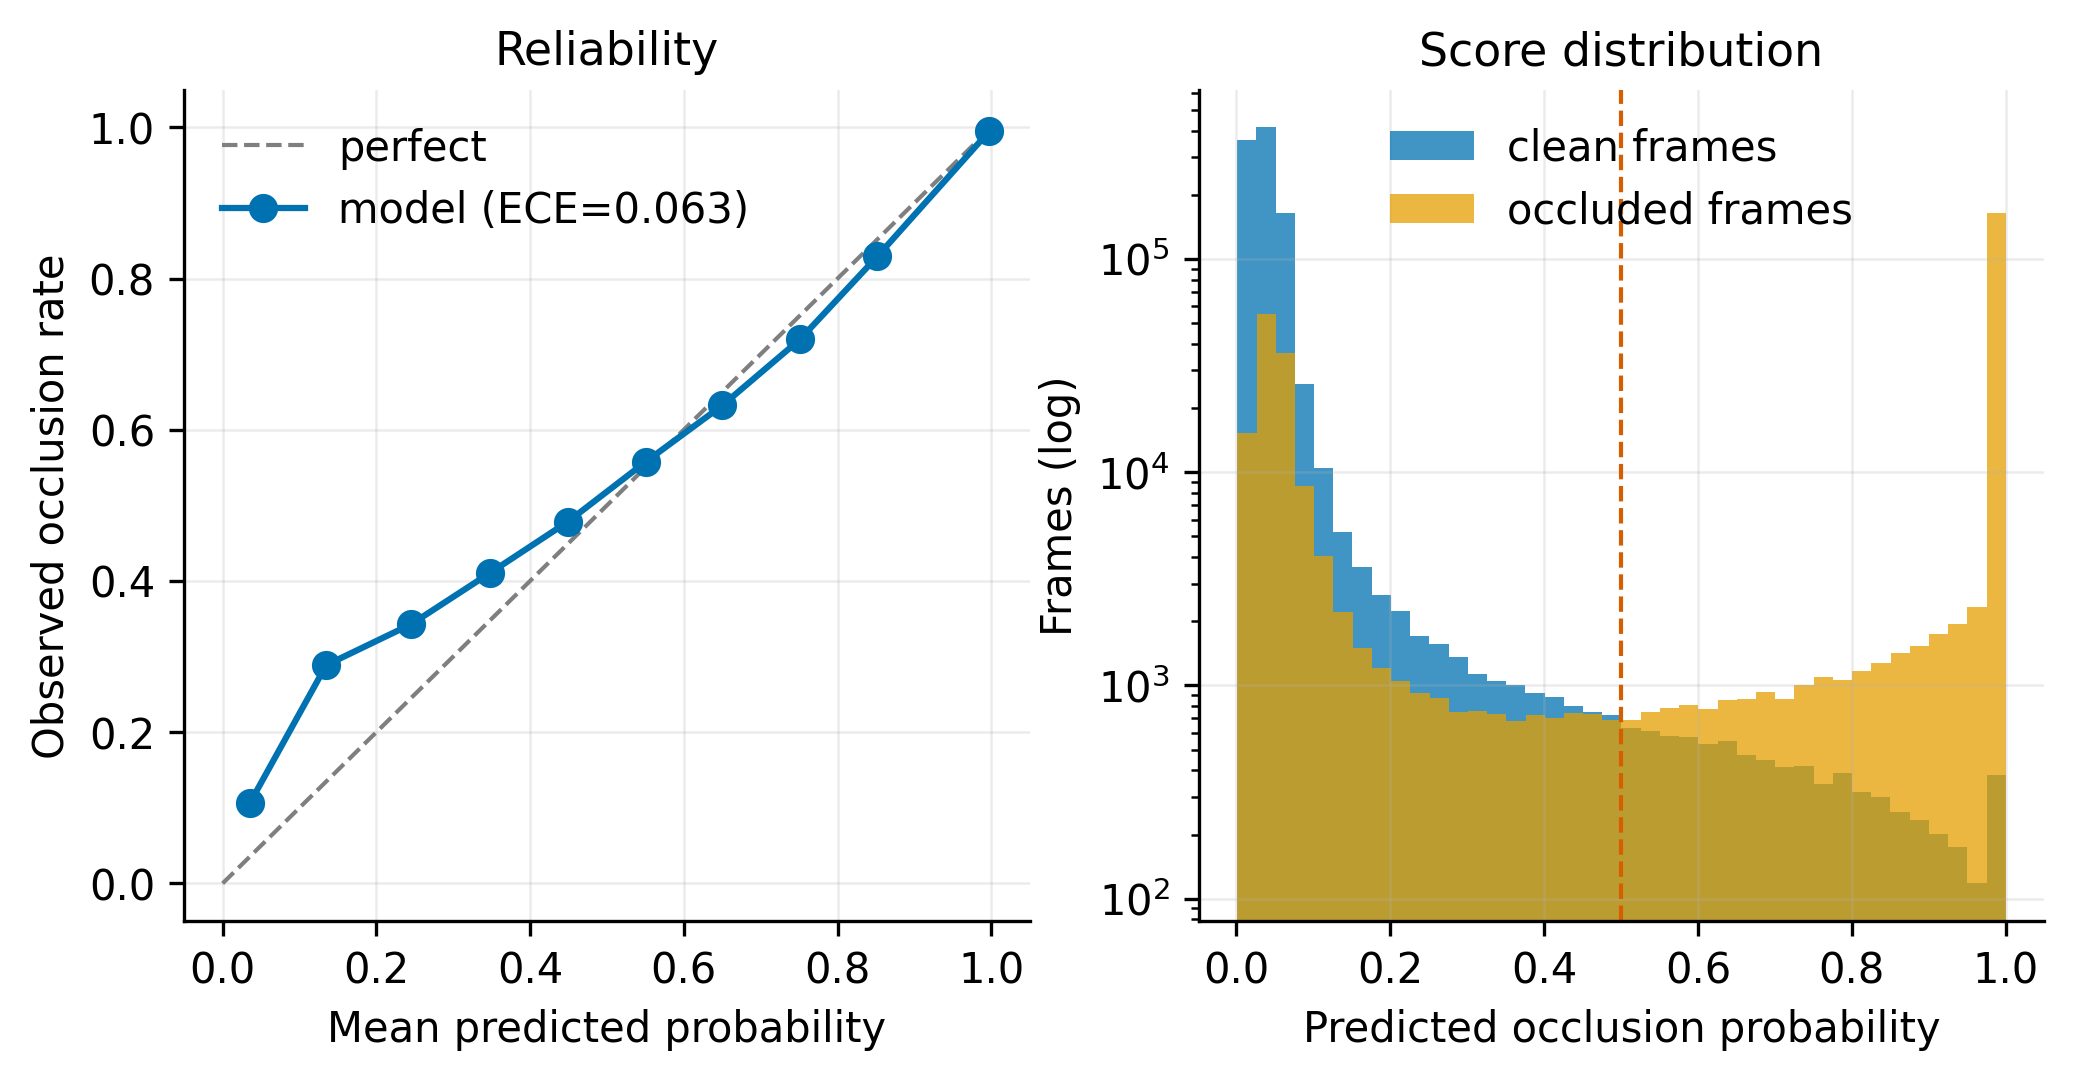 Reliability
1.0
0.8
0.6
0.4
0.2
0.0
Observed occlusion rate
perfect
model (ECE=0.063)
0.0 0.2 0.4 0.6 0.8 1.0
Mean predicted probability
Score distribution
10⁵
10⁴
10³
10²
Frames (log)
clean frames
occluded frames
0.0 0.2 0.4 0.6 0.8 1.0
Predicted occlusion probability